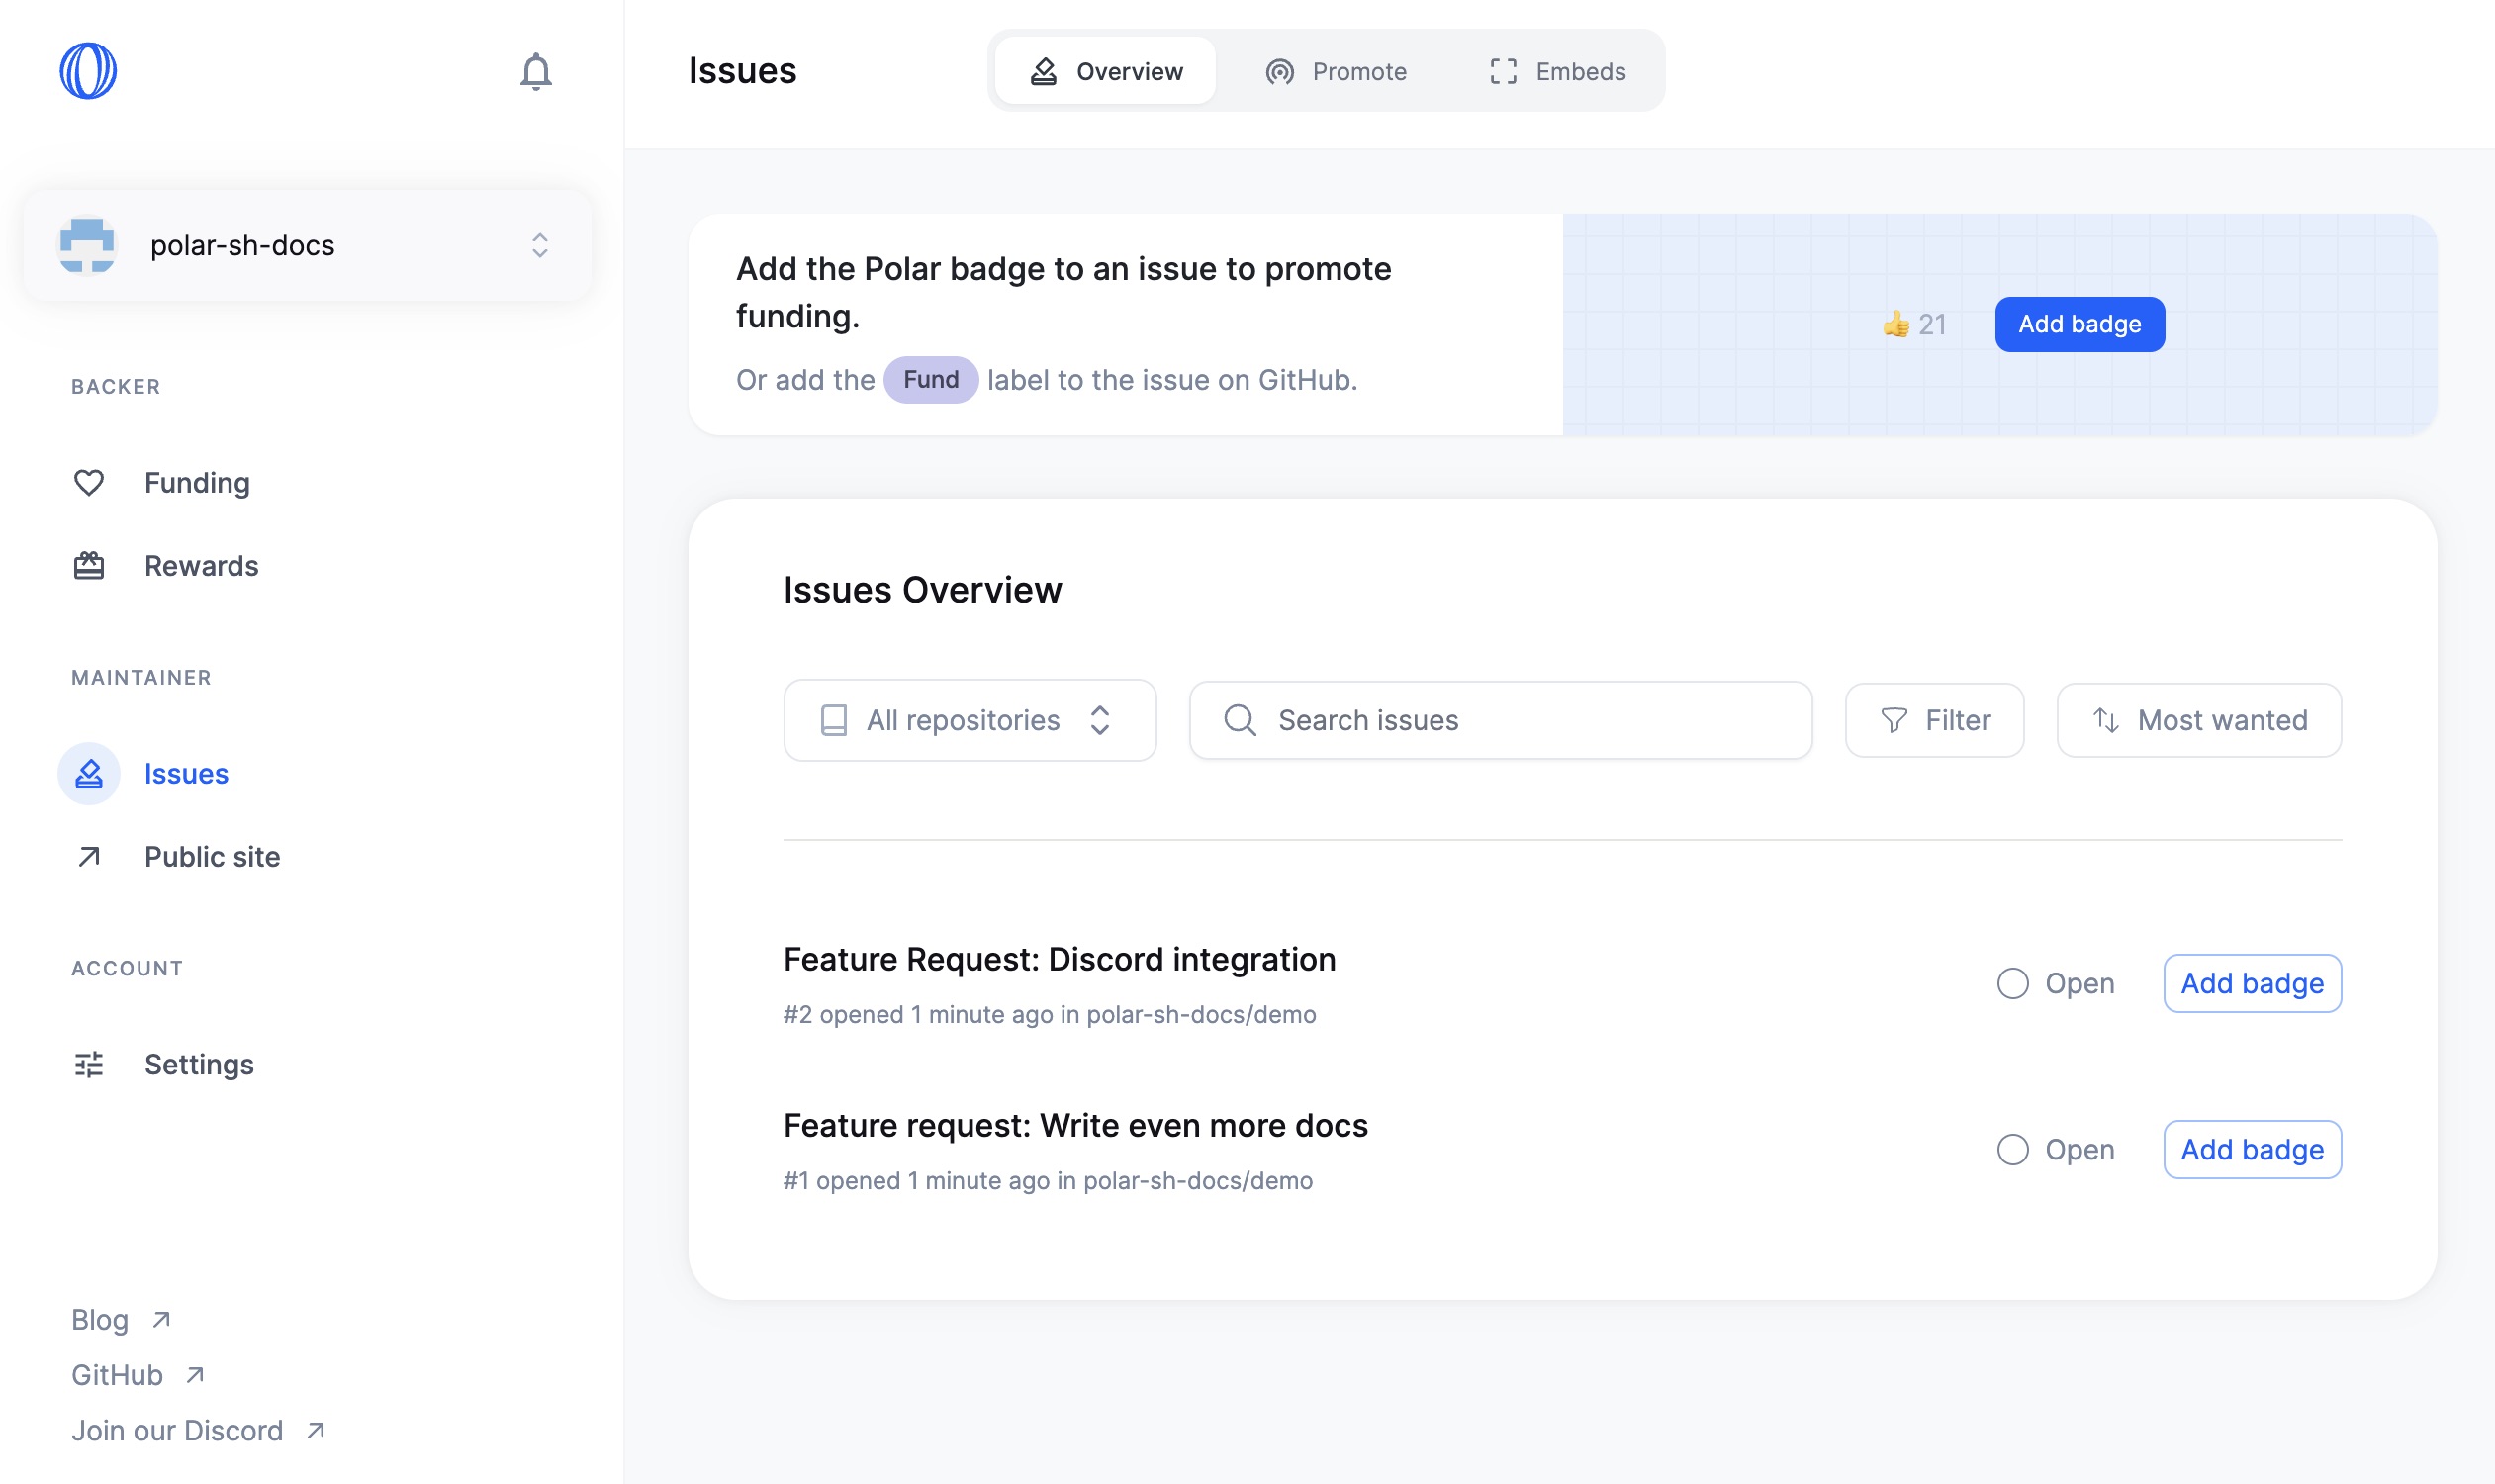 Issues
Overview
Promote
Embeds
polar-sh-docs
BACKER
Funding
Rewards
MAINTAINER
Issues
Public site
ACCOUNT
Settings
Blog
GitHub
Join our Discord
Add the Polar badge to an issue to promote
funding.
Or add the Fund label to the issue on GitHub.
👍 21
Add badge
Issues Overview
All repositories
Search issues
Filter
Most wanted
Feature Request: Discord integration
#2 opened 1 minute ago in polar-sh-docs/demo
Open
Add badge
Feature request: Write even more docs
#1 opened 1 minute ago in polar-sh-docs/demo
Open
Add badge